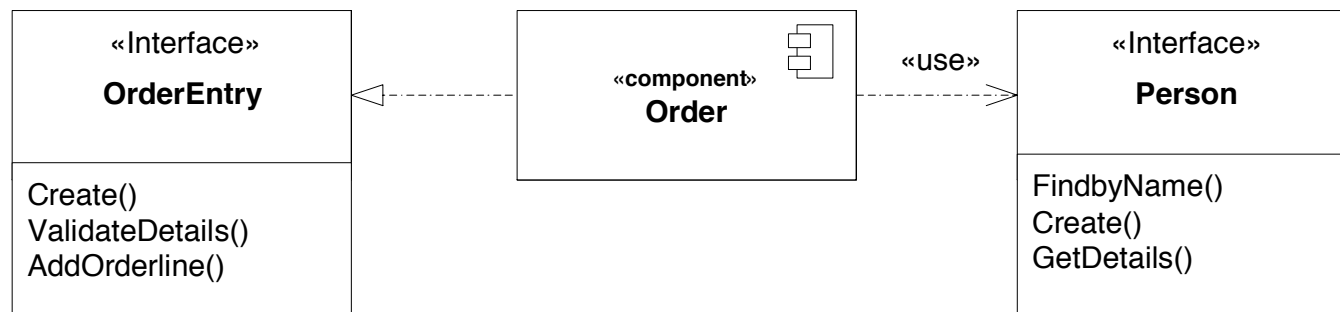 «Interface»
OrderEntry
Create()
ValidateDetails()
AddOrderline()
«component»
Order
«use»
«Interface»
Person
FindbyName()
Create()
GetDetails()